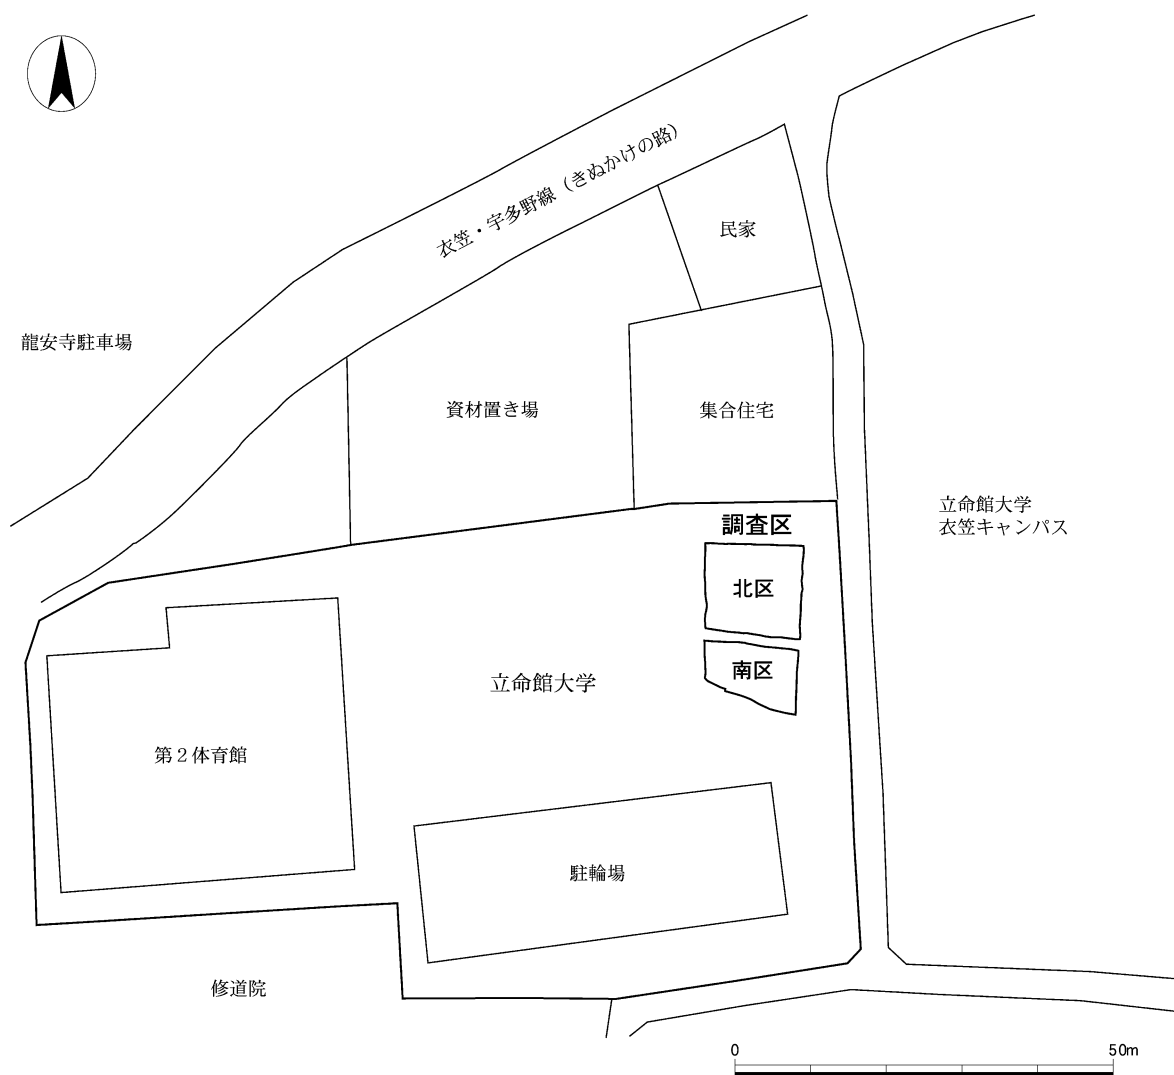 衣笠・宇多野線（きぬかけの路）
民家
龍安寺駐車場
資材置き場
集合住宅
立命館大学
衣笠キャンパス
調査区
北区
南区
立命館大学
第２体育館
駐輪場
修道院
0
50m